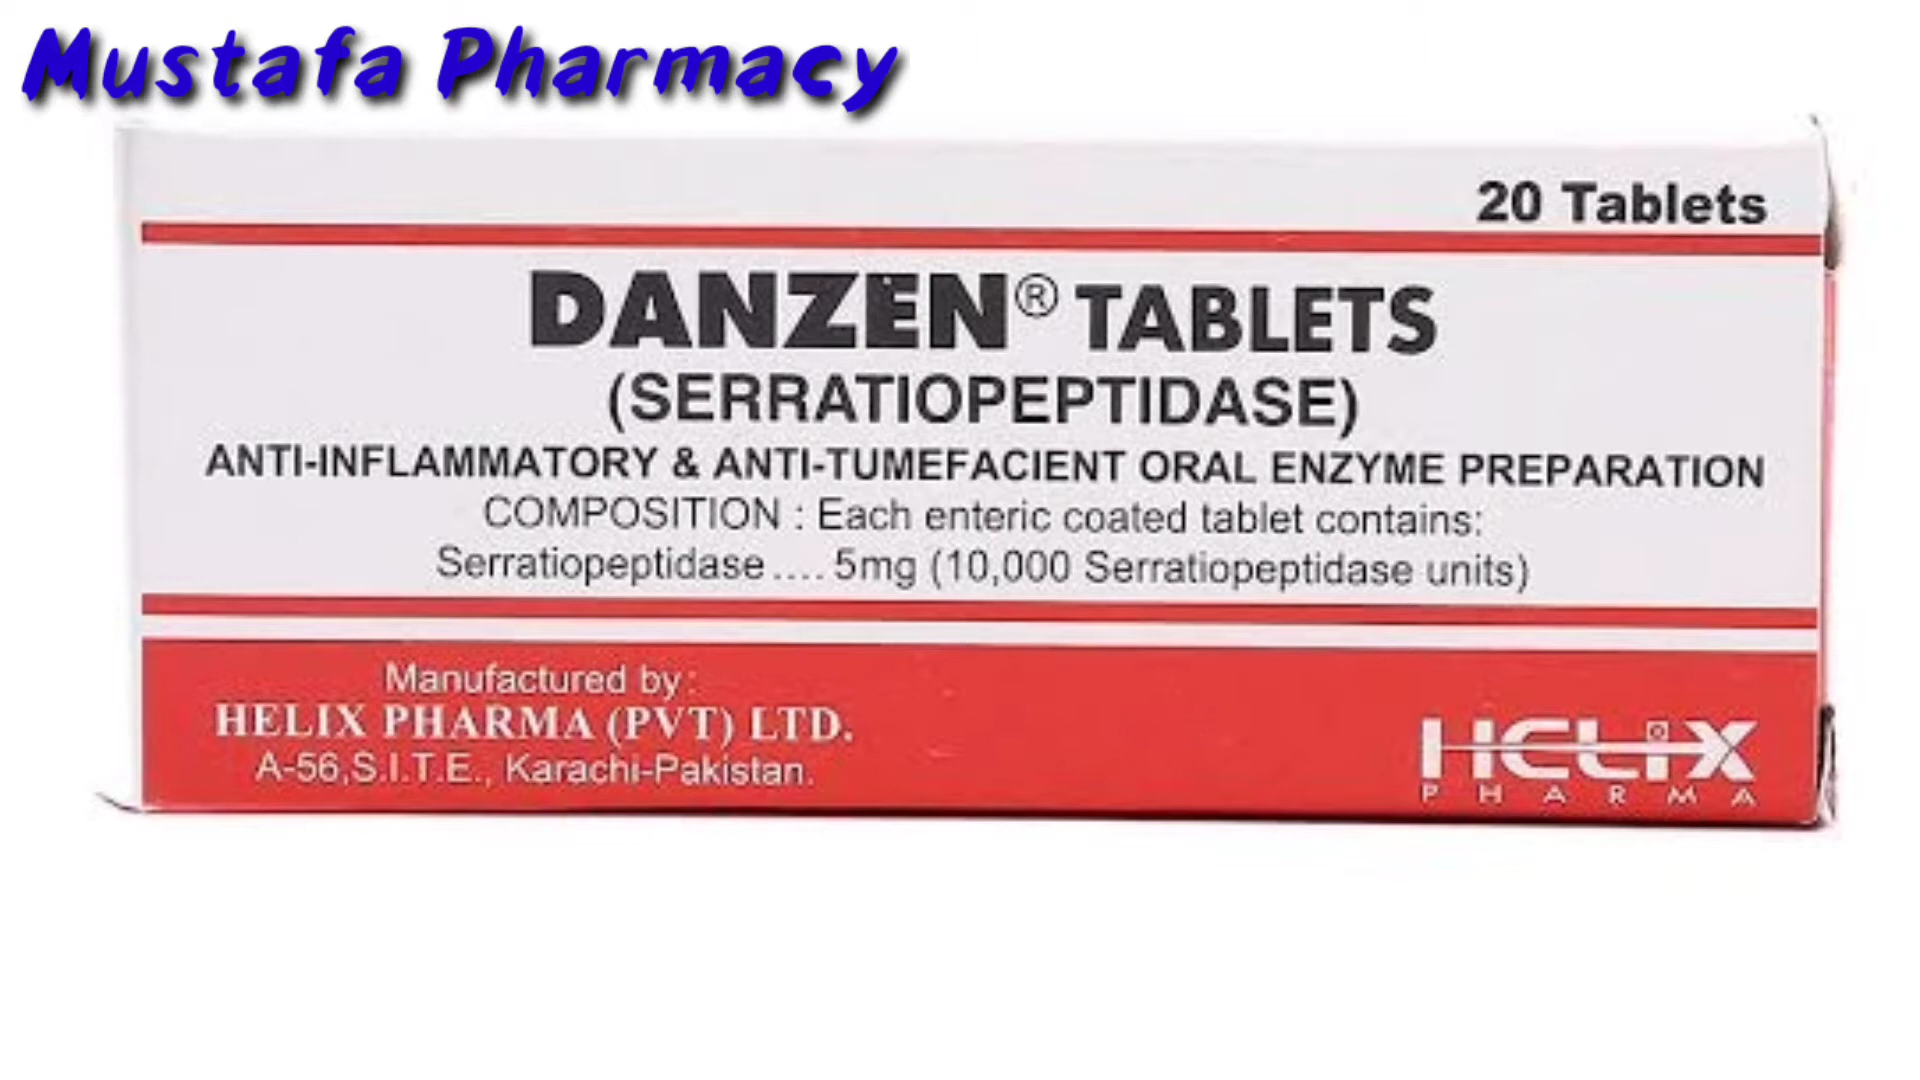 Mustafa Pharmacy
20 Tablets
DANZEN® TABLETS
(SERRATIOPEPTIDASE)
ANTI-INFLAMMATORY & ANTI-TUMEFACIENT ORAL ENZYME PREPARATION
COMPOSITION : Each enteric coated tablet contains:
Serratiopeptidase .... 5mg (10,000 Serratiopeptidase units)
Manufactured by:
HELIX PHARMA (PVT) LTD.
A-56,S.I.T.E., Karachi-Pakistan.
HELIX
PHARMA